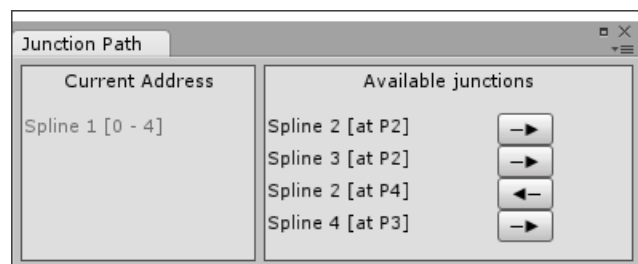 Junction Path
Current Address
Spline 1 [0 - 4]
Available junctions
Spline 2 [at P2]
Spline 3 [at P2]
Spline 2 [at P4]
Spline 4 [at P3]